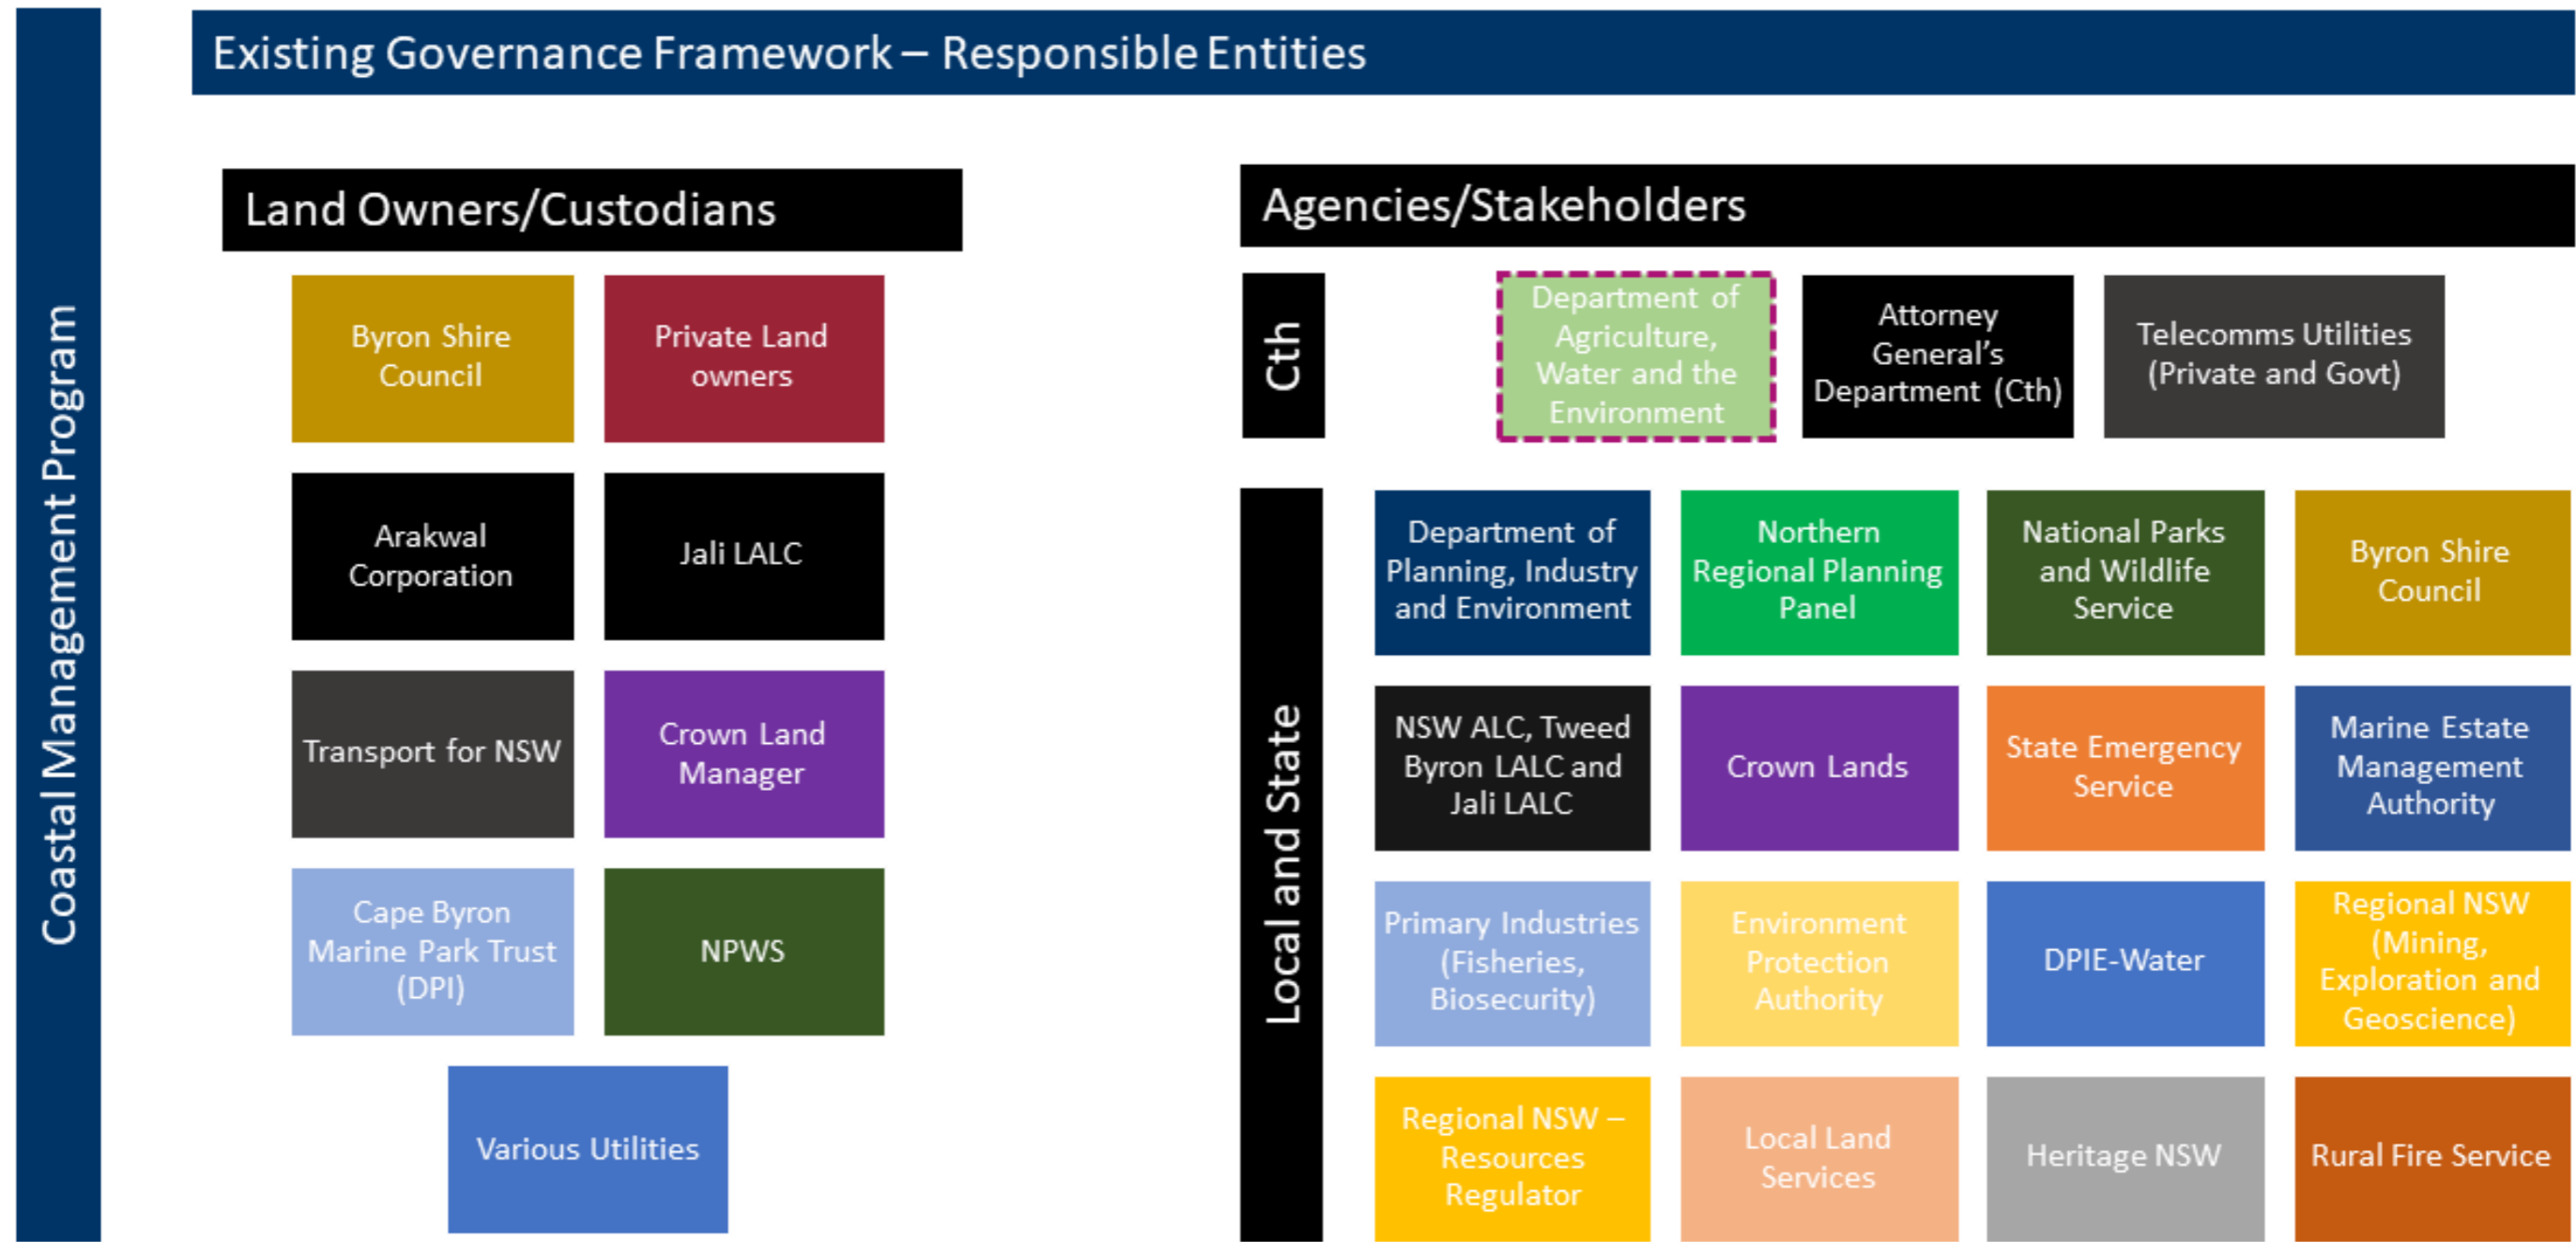 Coastal Management Program
Existing Governance Framework – Responsible Entities
Land Owners/Custodians
Byron Shire
Council
Private Land
owners
Arakwal
Corporation
Jali LALC
Transport for NSW
Crown Land
Manager
Cape Byron
Marine Park Trust
(DPI)
NPWS
Various Utilities
Agencies/Stakeholders
Cth
Department of
Agriculture,
Water and the
Environment
Attorney
General’s
Department (Cth)
Telecomms Utilities
(Private and Govt)
Local and State
Department of
Planning, Industry
and Environment
Northern
Regional Planning
Panel
National Parks
and Wildlife
Service
Byron Shire
Council
NSW ALC, Tweed
Byron LALC and
Jali LALC
Crown Lands
State Emergency
Service
Marine Estate
Management
Authority
Primary Industries
(Fisheries,
Biosecurity)
Environment
Protection
Authority
DPIE-Water
Regional NSW
(Mining,
Exploration and
Geoscience)
Regional NSW –
Resources
Regulator
Local Land
Services
Heritage NSW
Rural Fire Service